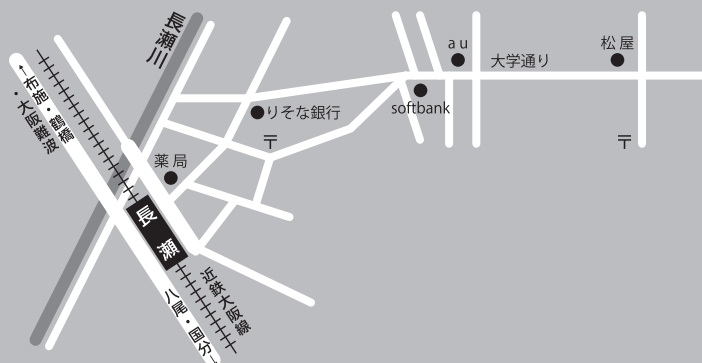 長瀬川
↑布施・鶴橋
・大阪難波
薬局
りそな銀行
〒
softbank
au
大学通り
松屋
〒
長瀬
近鉄大阪線
八尾・国分↓